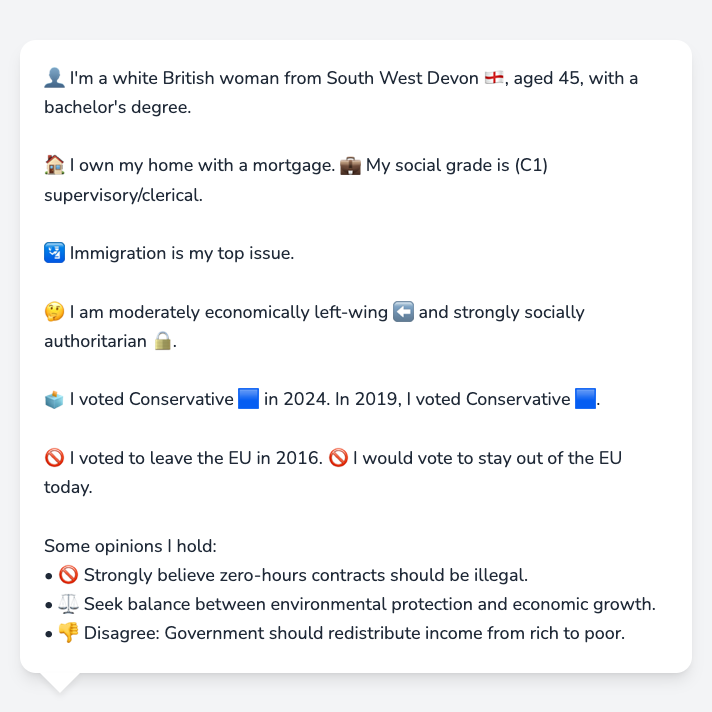 👤 I'm a white British woman from South West Devon 🏴󠁧󠁢󠁥󠁮󠁧󠁿, aged 45, with a
bachelor's degree.
🏠 I own my home with a mortgage. 💼 My social grade is (C1)
supervisory/clerical.
🛂 Immigration is my top issue.
🤔 I am moderately economically left-wing ⬅️ and strongly socially
authoritarian 🔒.
🗳️ I voted Conservative 🟦 in 2024. In 2019, I voted Conservative 🟦.
🚫 I voted to leave the EU in 2016. 🚫 I would vote to stay out of the EU
today.
Some opinions I hold:
• 🚫 Strongly believe zero-hours contracts should be illegal.
• ⚖️ Seek balance between environmental protection and economic growth.
• 👎 Disagree: Government should redistribute income from rich to poor.